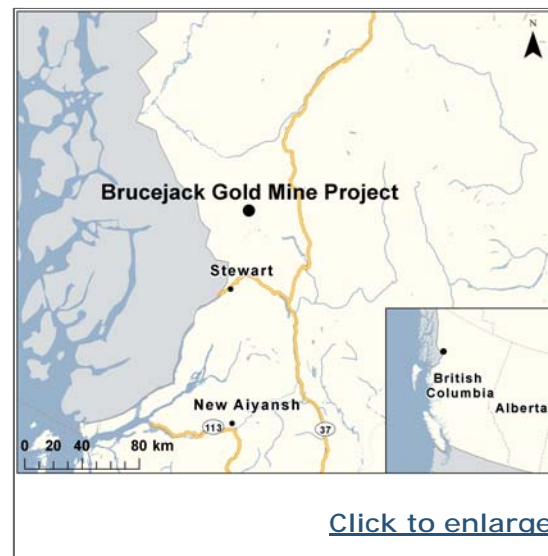 N
Brucejack Gold Mine Project
Stewart
British
Columbia
Alberta
New Aiyansh
113
37
0 20 40 80 km
Click to enlarge